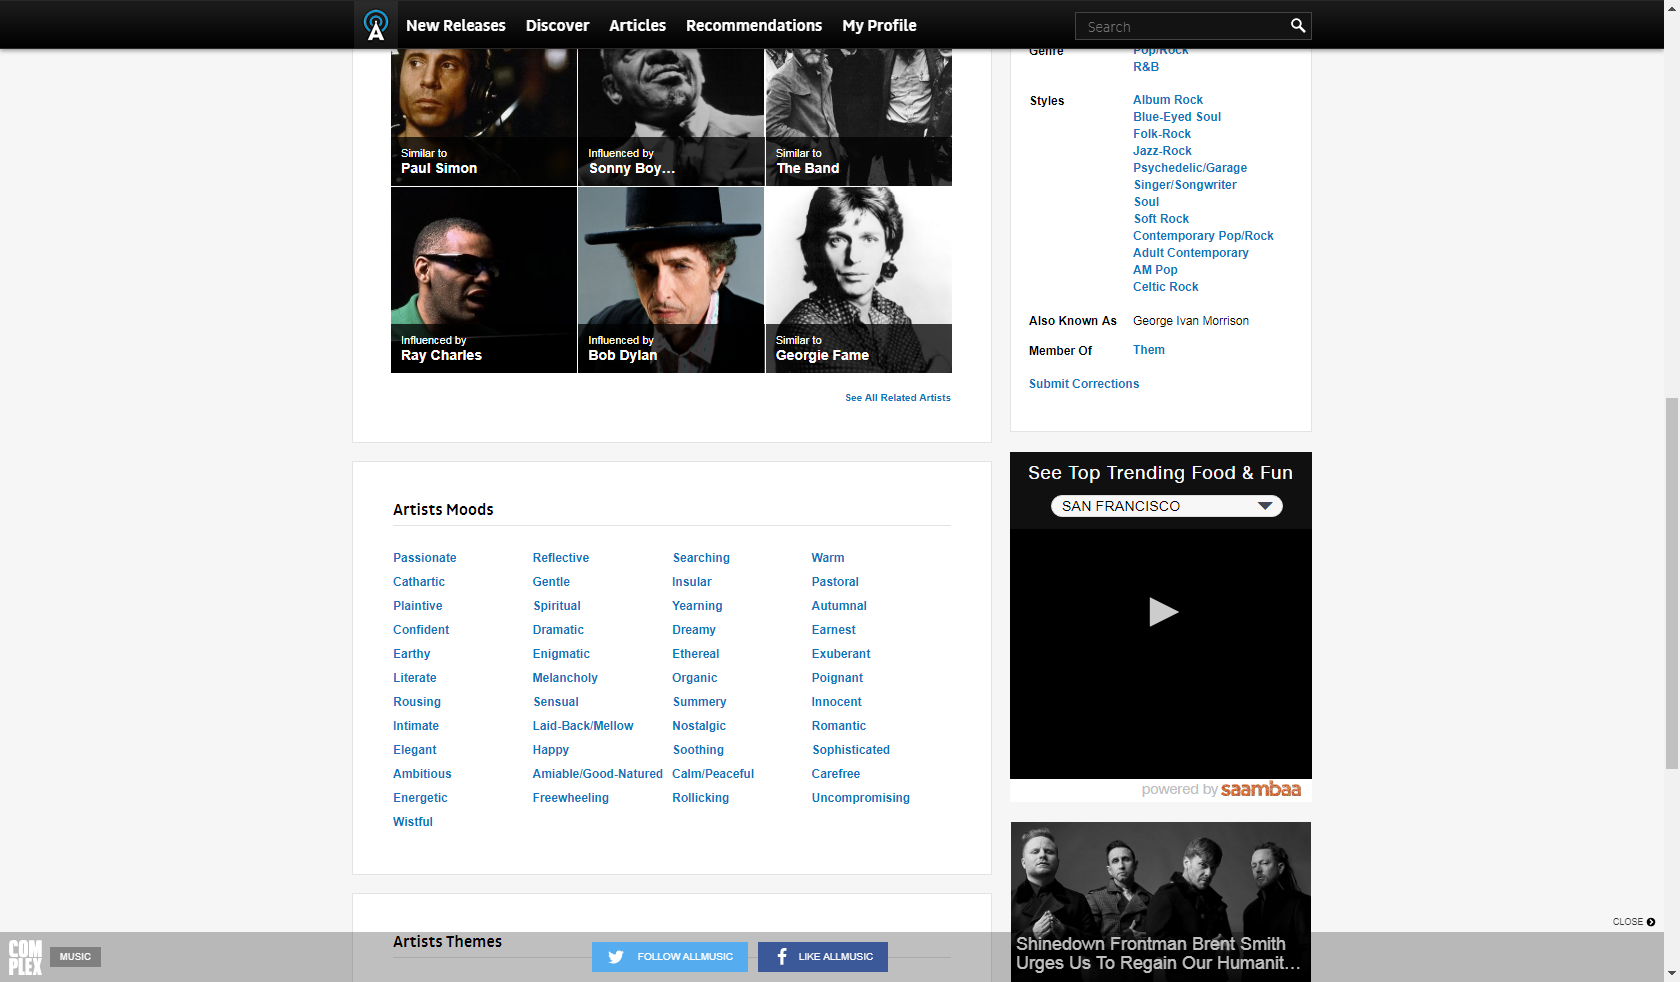 New Releases
Discover
Articles
Recommendations
My Profile
Search
Similar to
Paul Simon
Influenced by
Sonny Boy...
Similar to
The Band
Influenced by
Ray Charles
Influenced by
Bob Dylan
Similar to
Georgie Fame
See All Related Artists
Artists Moods
Passionate
Reflective
Searching
Warm
Cathartic
Gentle
Insular
Pastoral
Plaintive
Spiritual
Yearning
Autumnal
Confident
Dramatic
Dreamy
Earnest
Earthy
Enigmatic
Ethereal
Exuberant
Literate
Melancholy
Organic
Poignant
Rousing
Sensual
Summery
Innocent
Intimate
Laid-Back/Mellow
Nostalgic
Romantic
Elegant
Happy
Soothing
Sophisticated
Ambitious
Amiable/Good-Natured
Calm/Peaceful
Carefree
Energetic
Freewheeling
Rollicking
Uncompromising
Wistful
Artists Themes
Genre
Pop/Rock
R&B
Styles
Album Rock
Blue-Eyed Soul
Folk-Rock
Jazz-Rock
Psychedelic/Garage
Singer/Songwriter
Soul
Soft Rock
Contemporary Pop/Rock
Adult Contemporary
AM Pop
Celtic Rock
Also Known As
George Ivan Morrison
Member Of
Them
Submit Corrections
See Top Trending Food & Fun
SAN FRANCISCO
powered by saambaa
Shinedown Frontman Brent Smith
Urges Us To Regain Our Humanit...
CLOSE
COM
PLEX
MUSIC
FOLLOW ALLMUSIC
LIKE ALLMUSIC